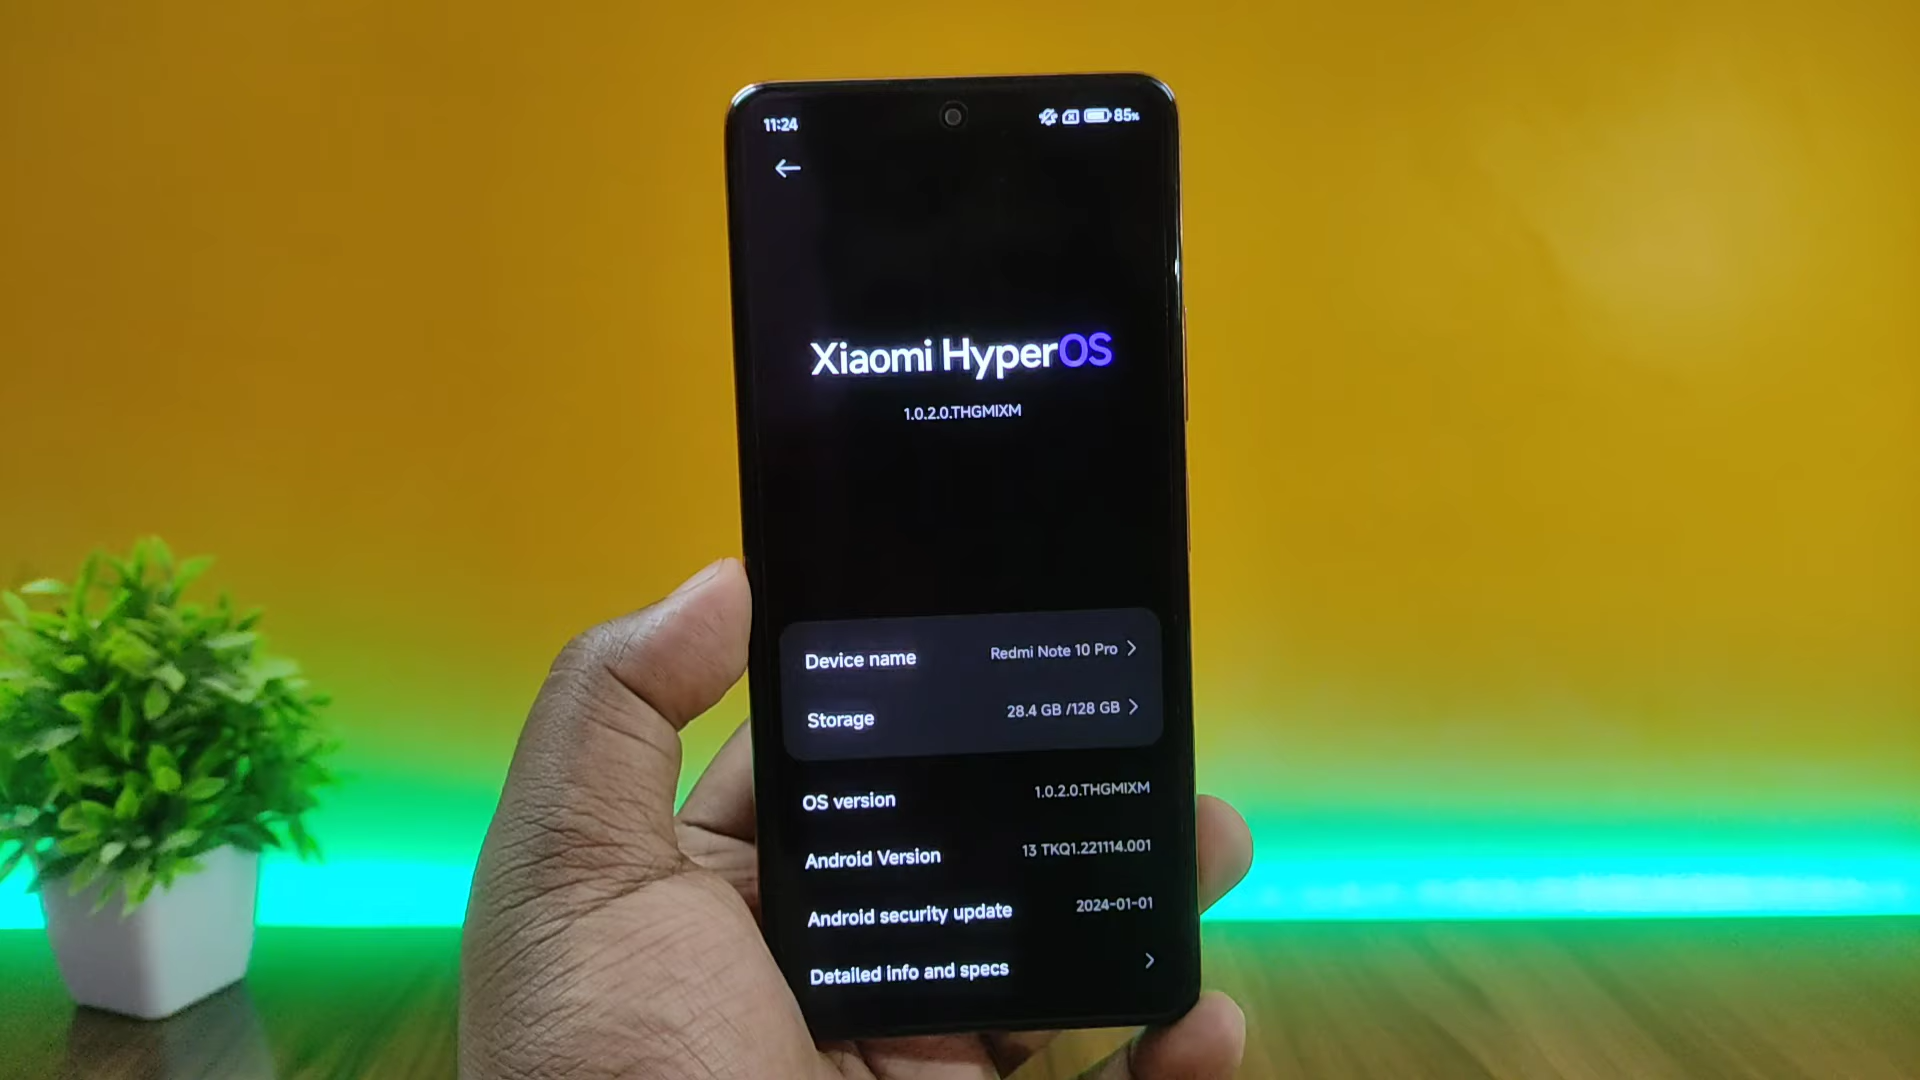 11:24
85%
Xiaomi HyperOS
1.0.2.0.THGMIXM
Device name Redmi Note 10 Pro
Storage 28.4 GB /128 GB
OS version 1.0.2.0.THGMIXM
Android Version 13 TKQ1.221114.001
Android security update 2024-01-01
Detailed info and specs